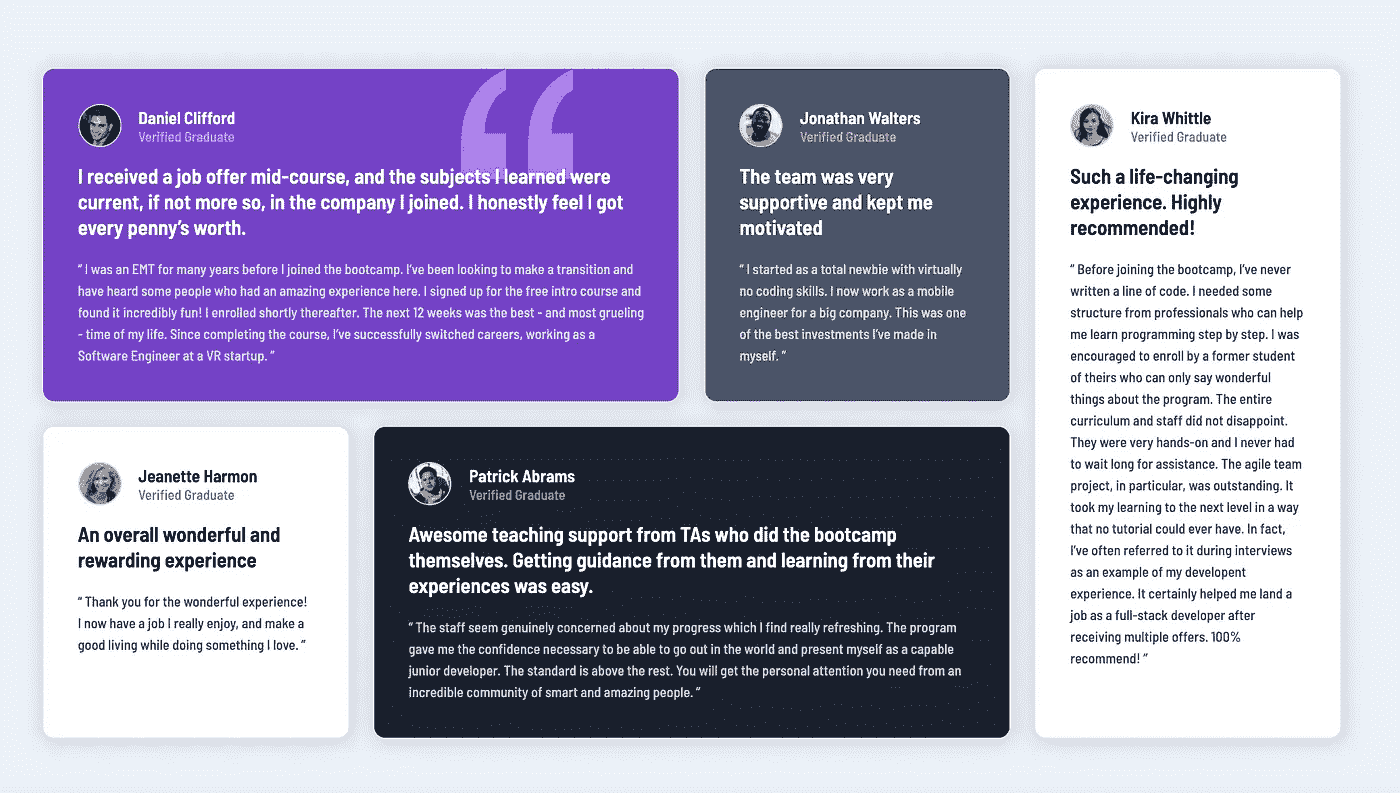 Daniel Clifford
Verified Graduate
I received a job offer mid-course, and the subjects I learned were
current, if not more so, in the company I joined. I honestly feel I got
every penny’s worth.
“ I was an EMT for many years before I joined the bootcamp. I’ve been looking to make a transition and
have heard some people who had an amazing experience here. I signed up for the free intro course and
found it incredibly fun! I enrolled shortly thereafter. The next 12 weeks was the best - and most grueling
- time of my life. Since completing the course, I’ve successfully switched careers, working as a
Software Engineer at a VR startup. ”
Jonathan Walters
Verified Graduate
The team was very
supportive and kept me
motivated
“ I started as a total newbie with virtually
no coding skills. I now work as a mobile
engineer for a big company. This was one
of the best investments I’ve made in
myself. ”
Kira Whittle
Verified Graduate
Such a life-changing
experience. Highly
recommended!
“ Before joining the bootcamp, I’ve never
written a line of code. I needed some
structure from professionals who can help
me learn programming step by step. I was
encouraged to enroll by a former student
of theirs who can only say wonderful
things about the program. The entire
curriculum and staff did not disappoint.
They were very hands-on and I never had
to wait long for assistance. The agile team
project, in particular, was outstanding. It
took my learning to the next level in a way
that no tutorial could ever have. In fact,
I’ve often referred to it during interviews
as an example of my developent
experience. It certainly helped me land a
job as a full-stack developer after
receiving multiple offers. 100%
recommend! ”
Jeanette Harmon
Verified Graduate
An overall wonderful and
rewarding experience
“ Thank you for the wonderful experience!
I now have a job I really enjoy, and make a
good living while doing something I love. ”
Patrick Abrams
Verified Graduate
Awesome teaching support from TAs who did the bootcamp
themselves. Getting guidance from them and learning from their
experiences was easy.
“ The staff seem genuinely concerned about my progress which I find really refreshing. The program
gave me the confidence necessary to be able to go out in the world and present myself as a capable
junior developer. The standard is above the rest. You will get the personal attention you need from an
incredible community of smart and amazing people. ”